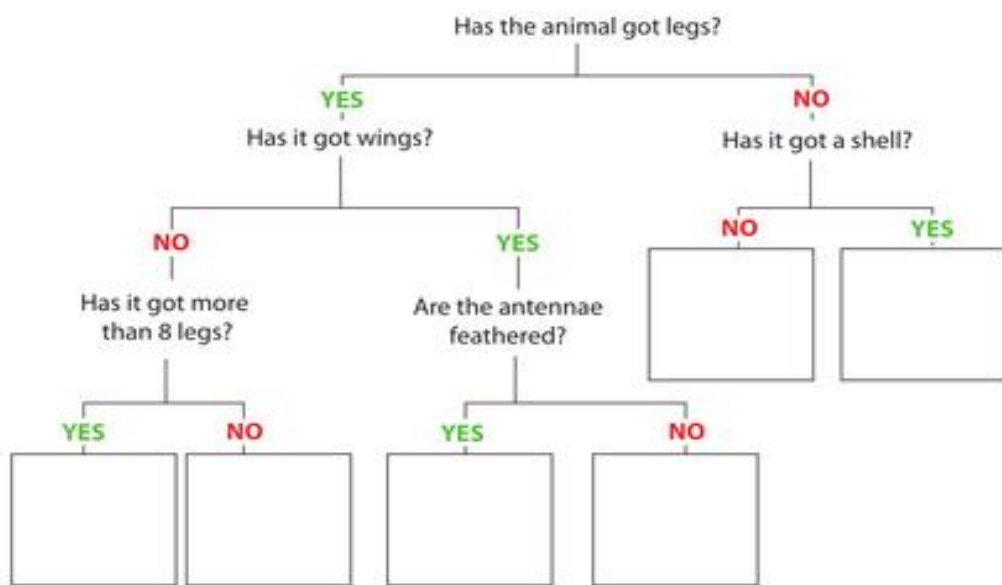 Has the animal got legs?
YES
NO
Has it got wings?
Has it got a shell?
NO
YES
NO
YES
Has it got more
than 8 legs?
Are the antennae
feathered?
YES
NO
YES
NO